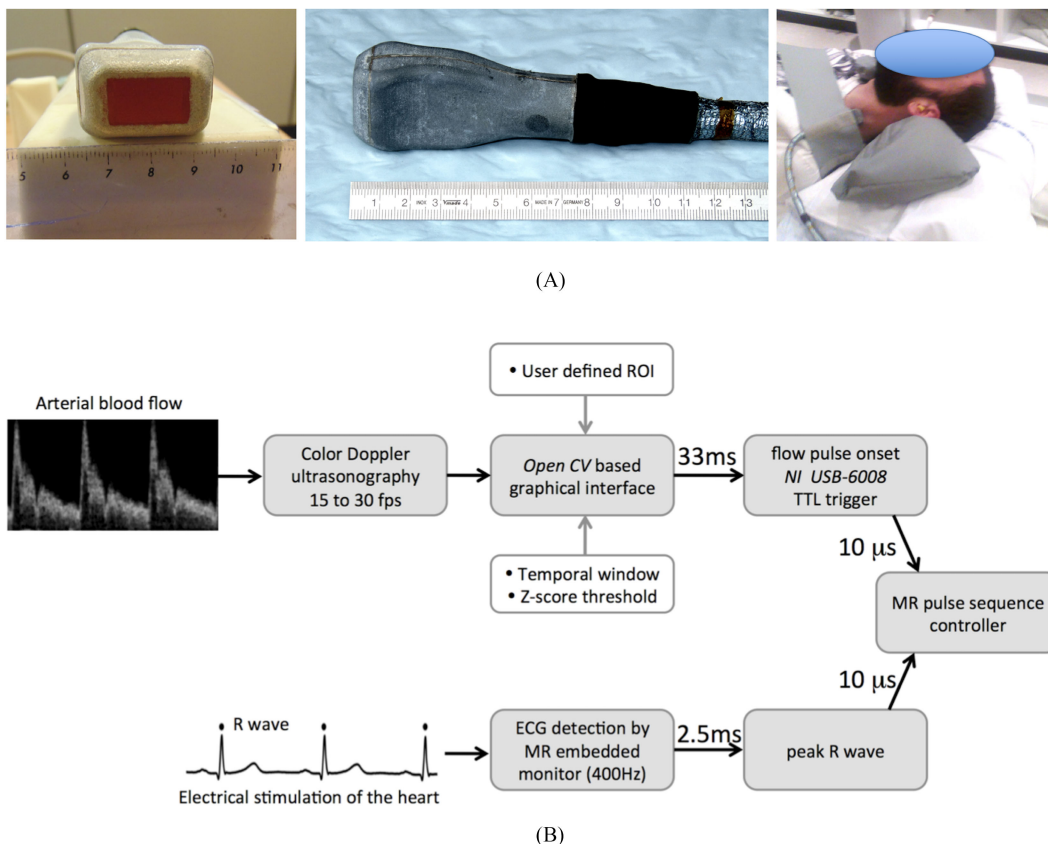 5 6 7 8 9 10 11
1 2 INCH 3 4 5 6 MADE IN 7 GERMANY 8 9 10 11 12 13
(A)
• User defined ROI
Arterial blood flow
Color Doppler
ultrasonography
15 to 30 fps
Open CV based
graphical interface
33ms
flow pulse onset
NI USB-6008
TTL trigger
10 µs
• Temporal window
• Z-score threshold
MR pulse sequence
controller
10 µs
R wave
ECG detection by
MR embedded
monitor (400Hz)
2.5ms
peak R wave
Electrical stimulation of the heart
(B)